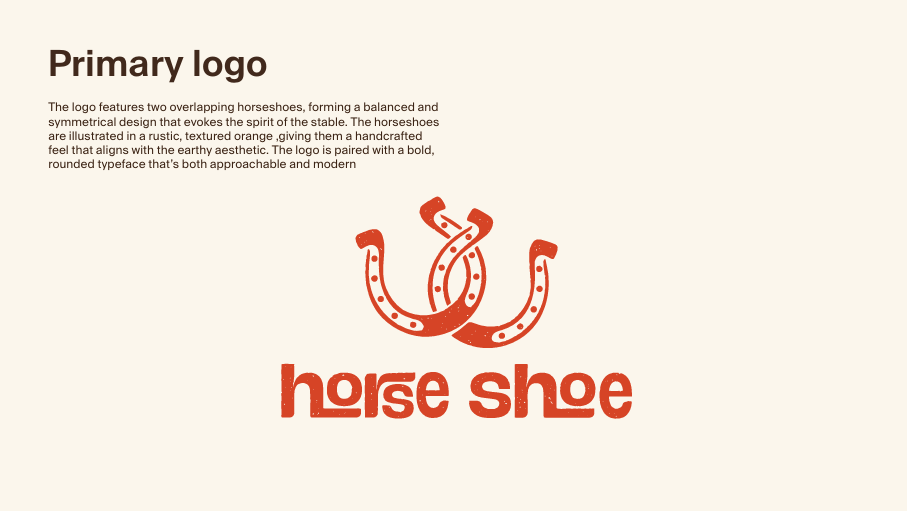 Primary logo
The logo features two overlapping horseshoes, forming a balanced and
symmetrical design that evokes the spirit of the stable. The horseshoes
are illustrated in a rustic, textured orange ,giving them a handcrafted
feel that aligns with the earthy aesthetic. The logo is paired with a bold,
rounded typeface that's both approachable and modern
horse shoe